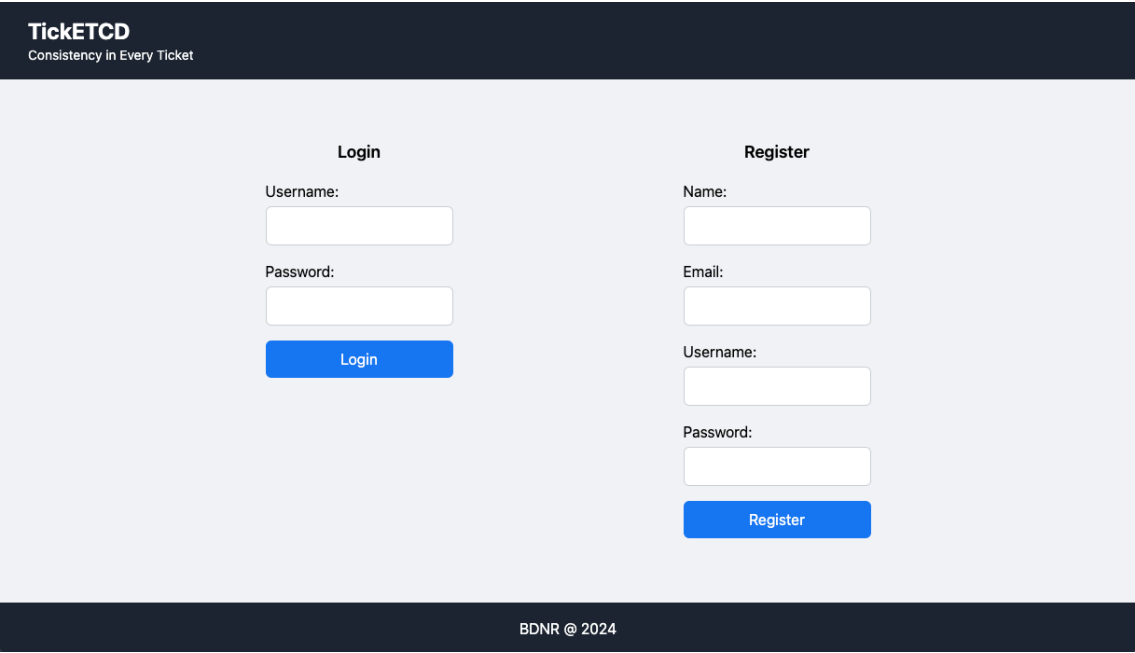 TickETCD
Consistency in Every Ticket
Login
Username:
Password:
Login
Register
Name:
Email:
Username:
Password:
Register
BDNR @ 2024